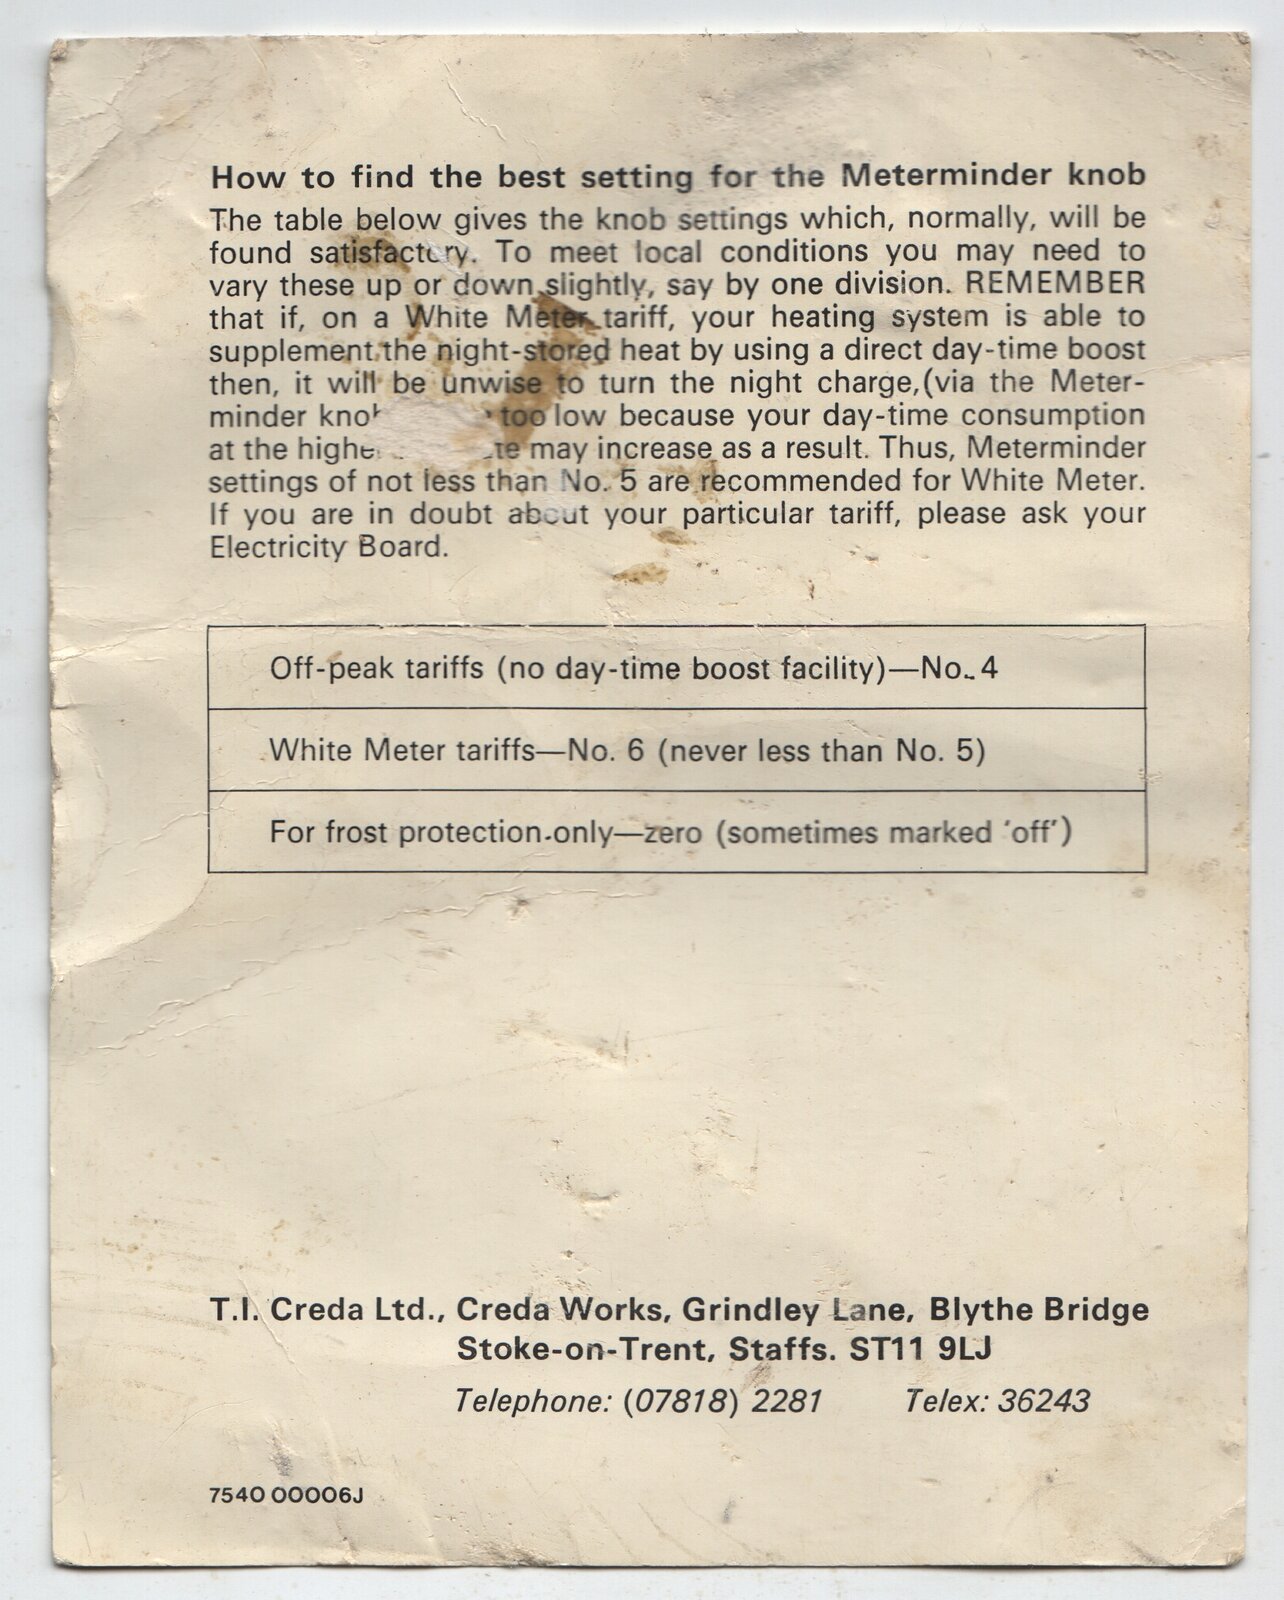 How to find the best setting for the Meterminder knob
The table below gives the knob settings which, normally, will be
found satisfactory. To meet local conditions you may need to
vary these up or down slightly, say by one division. REMEMBER
that if, on a White Meter tariff, your heating system is able to
supplement the night-stored heat by using a direct day-time boost
then, it will be unwise to turn the night charge,(via the Meter-
minder knob too low because your day-time consumption
at the higher may increase as a result. Thus, Meterminder
settings of not less than No. 5 are recommended for White Meter.
If you are in doubt about your particular tariff, please ask your
Electricity Board.
Off-peak tariffs (no day-time boost facility)—No. 4
White Meter tariffs—No. 6 (never less than No. 5)
For frost protection only—zero (sometimes marked ‘off’)
T.I. Creda Ltd., Creda Works, Grindley Lane, Blythe Bridge
Stoke-on-Trent, Staffs. ST11 9LJ
Telephone: (07818) 2281 Telex: 36243
7540 00006J